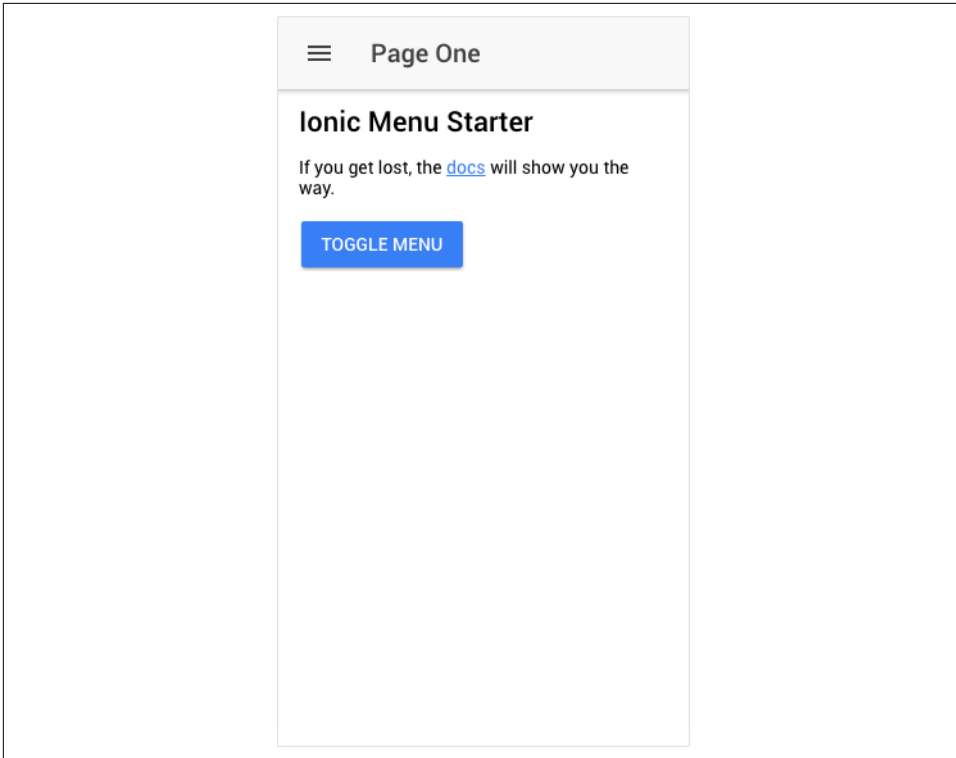 Page One
Ionic Menu Starter
If you get lost, the docs will show you the
way.
TOGGLE MENU